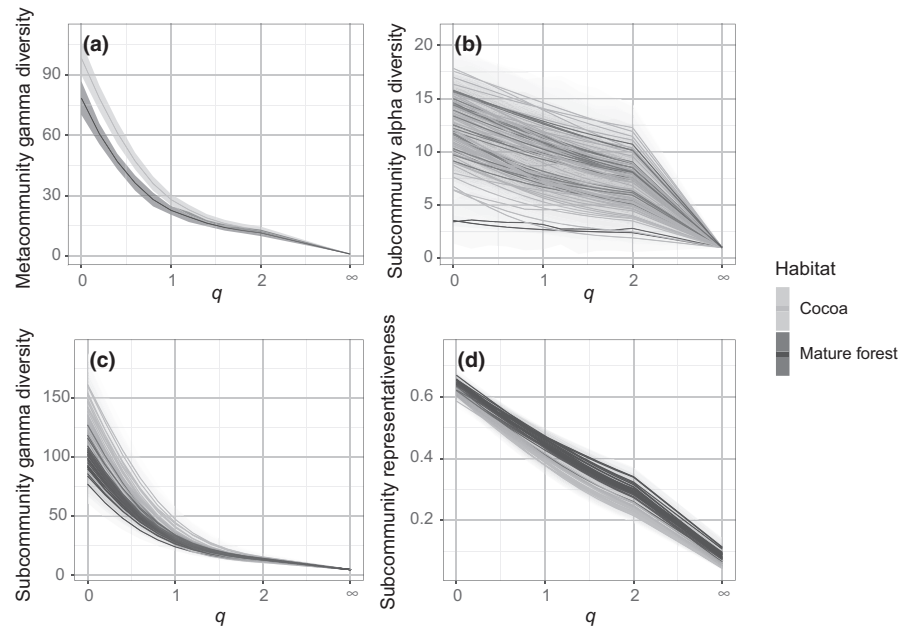 (a)
Metacommunity gamma diversity
90
60
30
0
0
1
2
∞
q
(b)
Subcommunity alpha diversity
20
15
10
5
0
0
1
2
∞
q
(c)
Subcommunity gamma diversity
150
100
50
0
0
1
2
∞
q
(d)
Subcommunity representativeness
0.6
0.4
0.2
0
1
2
∞
q
Habitat
Cocoa
Mature forest